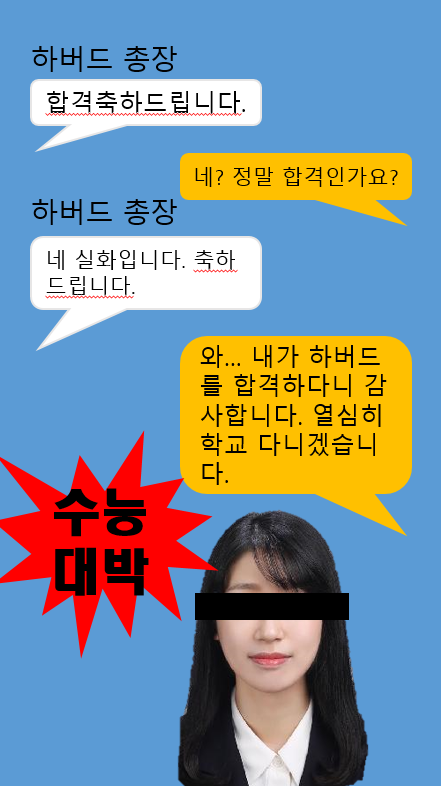 하버드 총장
합격축하드립니다.
네? 정말 합격인가요?
하버드 총장
네 실화입니다. 축하
드립니다.
와... 내가 하버드
를 합격하다니 감
사합니다. 열심히
학교 다니겠습니
다.
수능
대박